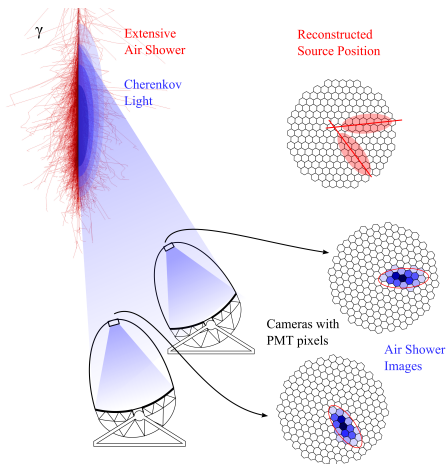 γ
Extensive
Air Shower
Cherenkov
Light
Reconstructed
Source Position
Cameras with
PMT pixels
Air Shower
Images